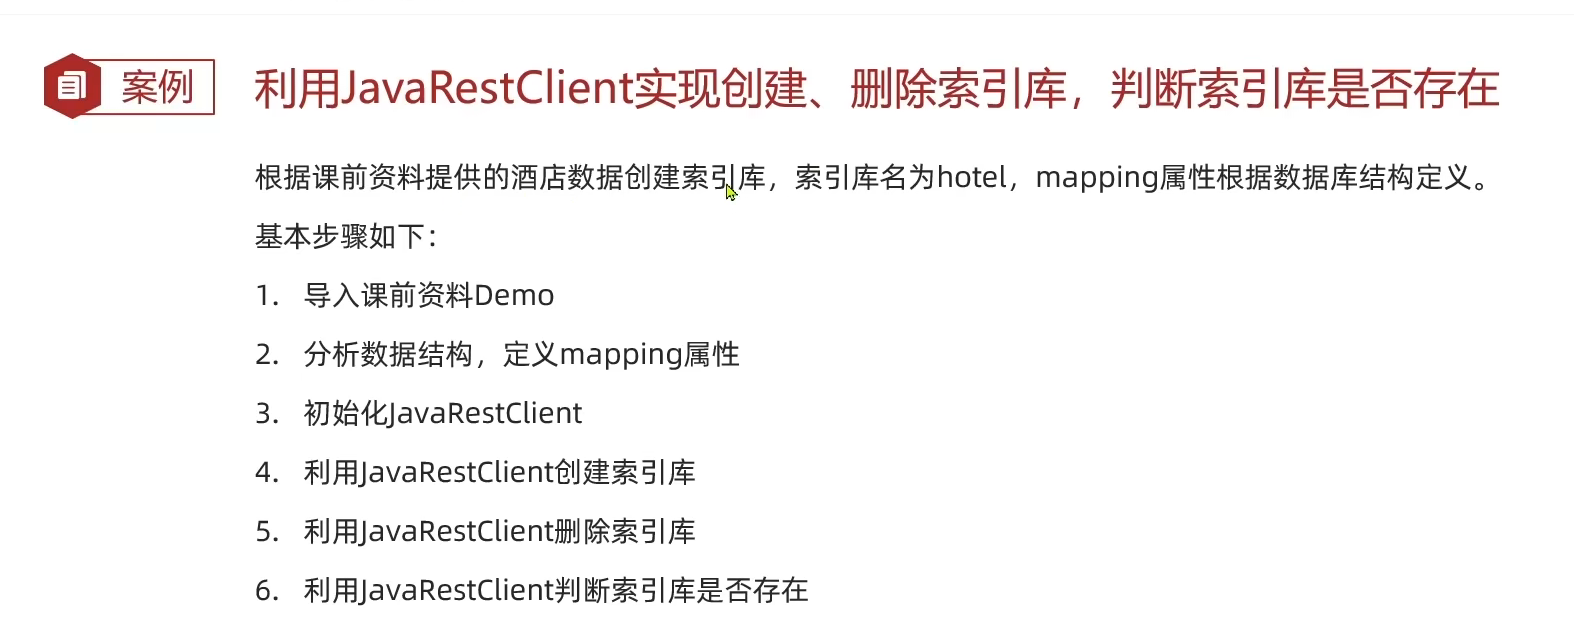 案例
利用JavaRestClient实现创建、删除索引库，判断索引库是否存在
根据课前资料提供的酒店数据创建索引库，索引库名为hotel，mapping属性根据数据库结构定义。
基本步骤如下：
1. 导入课前资料Demo
2. 分析数据结构，定义mapping属性
3. 初始化JavaRestClient
4. 利用JavaRestClient创建索引库
5. 利用JavaRestClient删除索引库
6. 利用JavaRestClient判断索引库是否存在